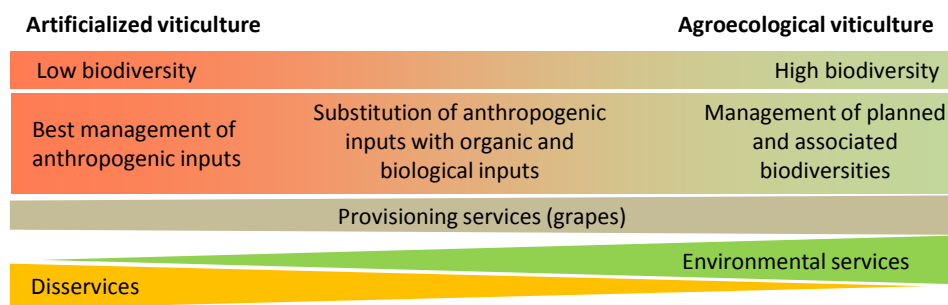 Artificialized viticulture
Agroecological viticulture
Low biodiversity
High biodiversity
Best management of
anthropogenic inputs
Substitution of anthropogenic
inputs with organic and
biological inputs
Management of planned
and associated
biodiversities
Provisioning services (grapes)
Environmental services
Disservices